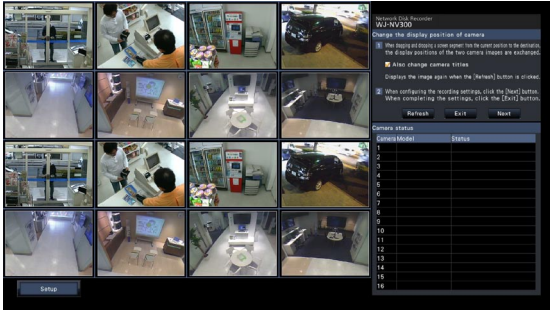 Network Disk Recorder
WJ-NV300
Change the display position of camera
1 When dragging and dropping a screen segment from the current position to the destination,
the display positions of the two camera images are exchanged.
Also change camera titles
Displays the image again when the [Refresh] button is clicked.
2 When configuring the recording settings, click the [Next] button.
When completing the settings, click the [Exit] button.
Refresh Exit Next
Camera status
Camera Model Status
1
2
3
4
5
6
7
8
9
10
11
12
13
14
15
16
Setup